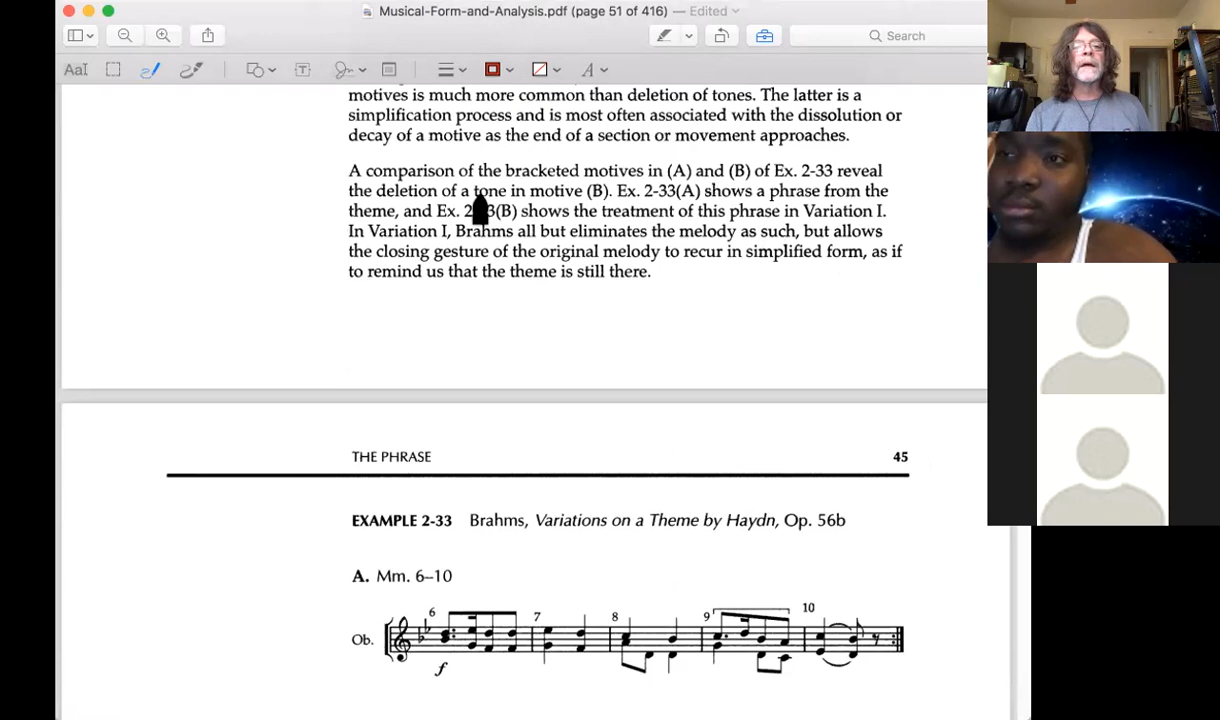 Musical-Form-and-Analysis.pdf (page 51 of 416) — Edited
Search
AaI
A
motives is much more common than deletion of tones. The latter is a
simplification process and is most often associated with the dissolution or
decay of a motive as the end of a section or movement approaches.
A comparison of the bracketed motives in (A) and (B) of Ex. 2-33 reveal
the deletion of a tone in motive (B). Ex. 2-33(A) shows a phrase from the
theme, and Ex. 2 3(B) shows the treatment of this phrase in Variation I.
In Variation I, Brahms all but eliminates the melody as such, but allows
the closing gesture of the original melody to recur in simplified form, as if
to remind us that the theme is still there.
THE PHRASE 45
EXAMPLE 2-33 Brahms, Variations on a Theme by Haydn, Op. 56b
A. Mm. 6–10
6 7 8 9 10
Ob.
f